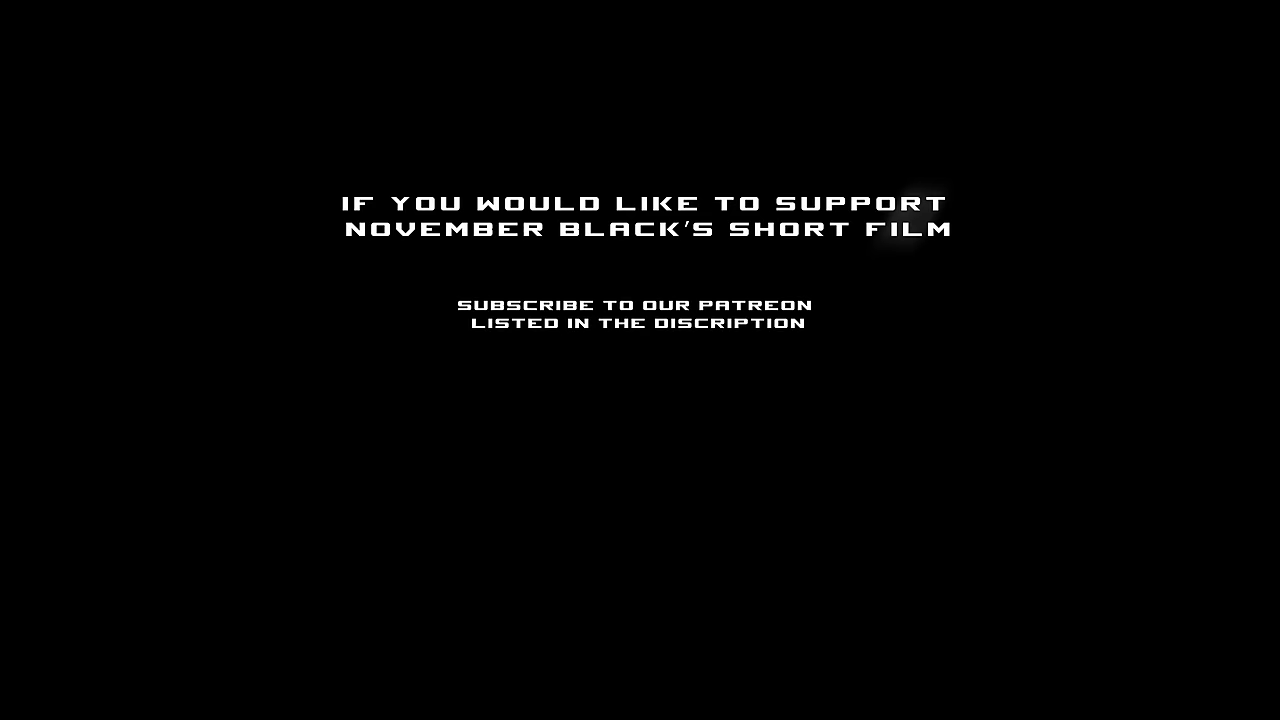 IF YOU WOULD LIKE TO SUPPORT
NOVEMBER BLACK'S SHORT FILM
SUBSCRIBE TO OUR PATREON
LISTED IN THE DISCRIPTION